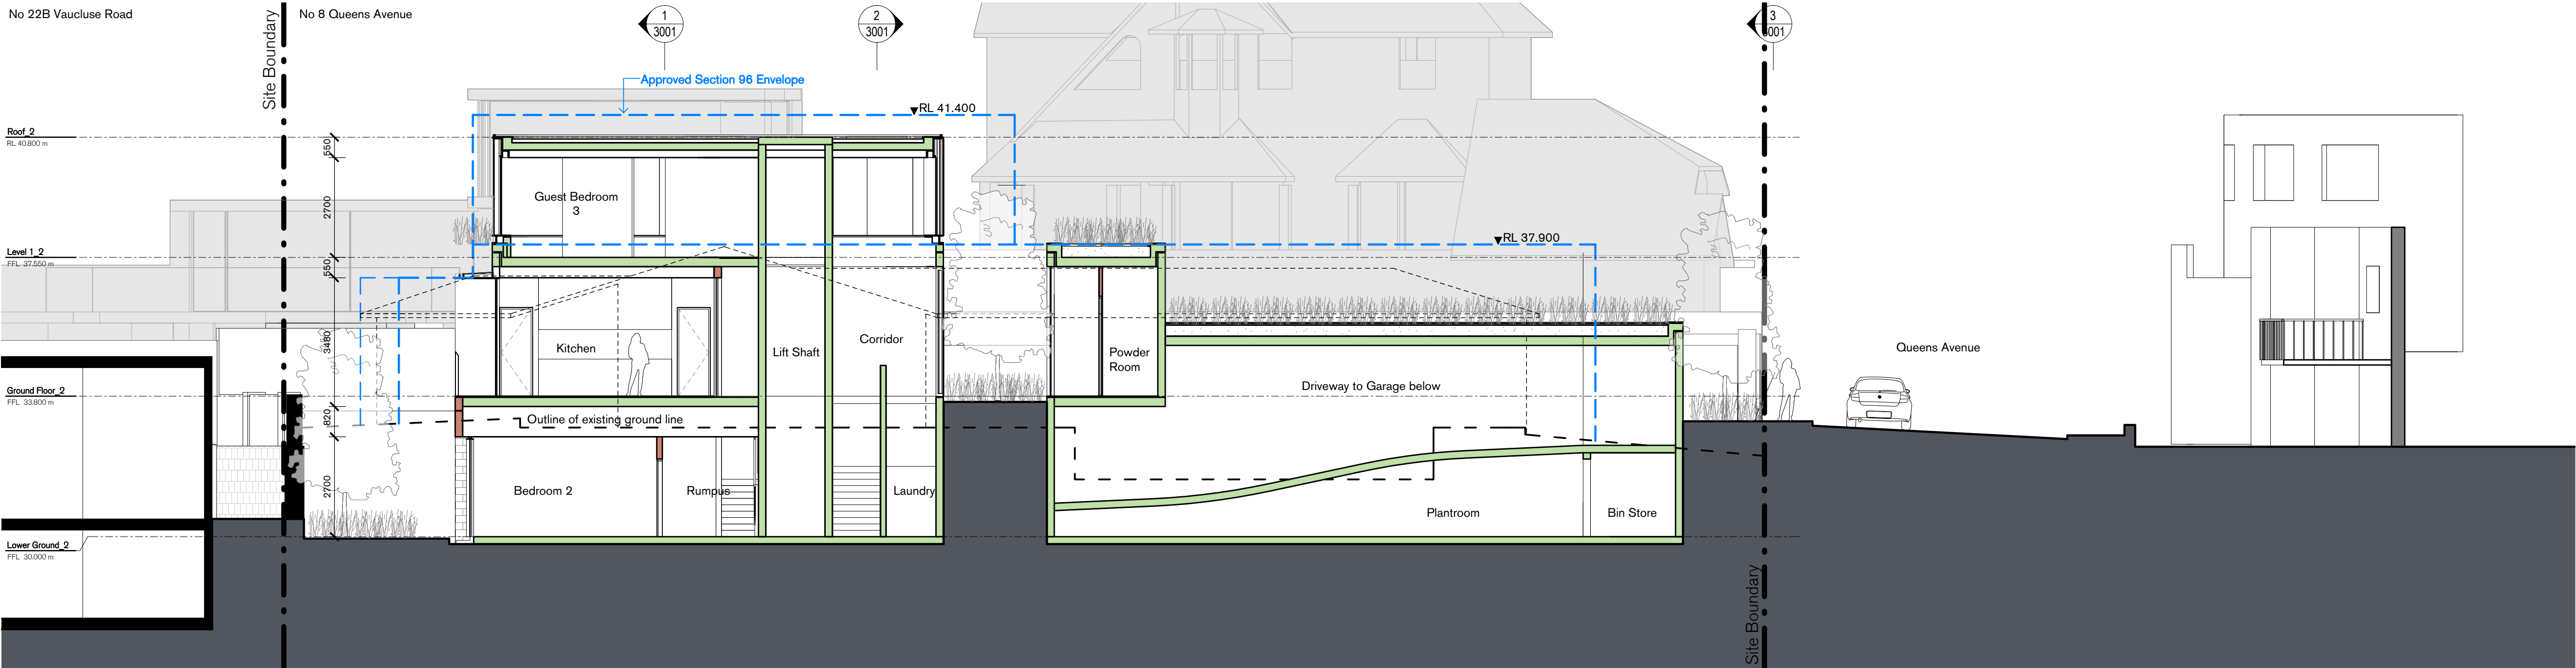 No 22B Vaucluse Road
No 8 Queens Avenue
Site Boundary
1
3001
2
3001
3
3001
Approved Section 96 Envelope
RL 41.400
Roof_2
RL 40.800 m
550
Guest Bedroom
3
2700
RL 37.900
Level 1_2
FFL 37.550 m
550
Kitchen
3480
Lift Shaft
Corridor
Powder
Room
Driveway to Garage below
Queens Avenue
Ground Floor_2
FFL 33.800 m
820
Outline of existing ground line
2700
Bedroom 2
Rumpus
Laundry
Plantroom
Bin Store
Lower Ground_2
FFL 30.000 m
Site Boundary